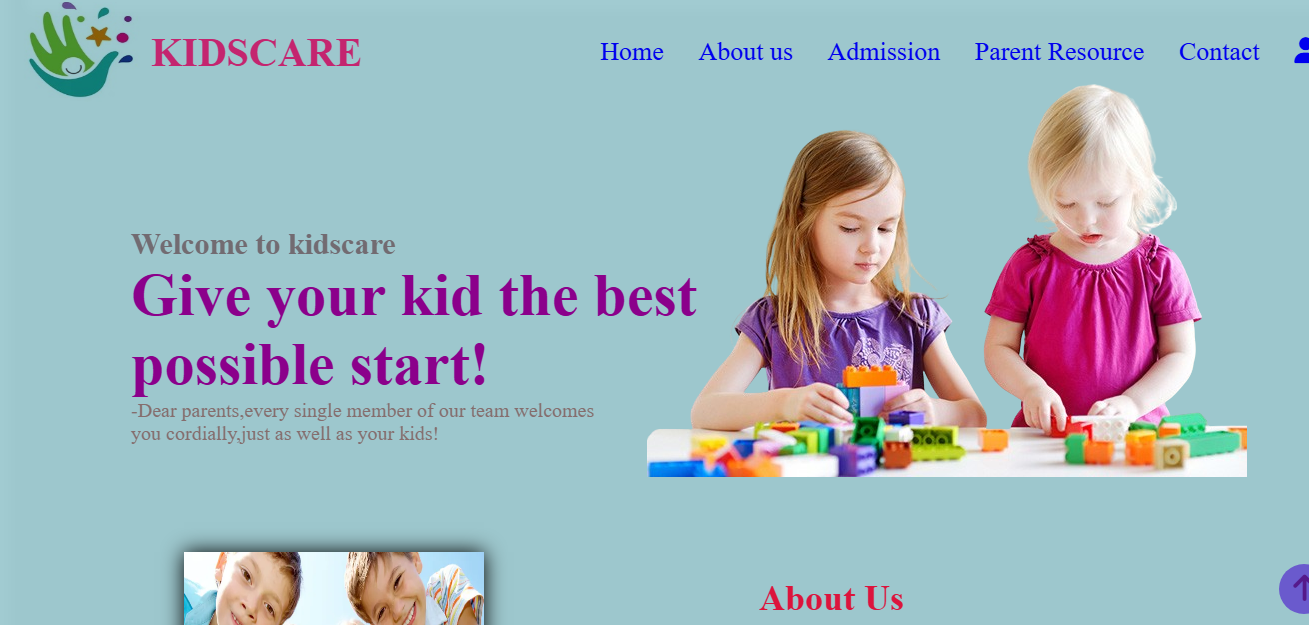 KIDSCARE
Home
About us
Admission
Parent Resource
Contact
Welcome to kidscare
Give your kid the best
possible start!
-Dear parents,every single member of our team welcomes
you cordially,just as well as your kids!
About Us